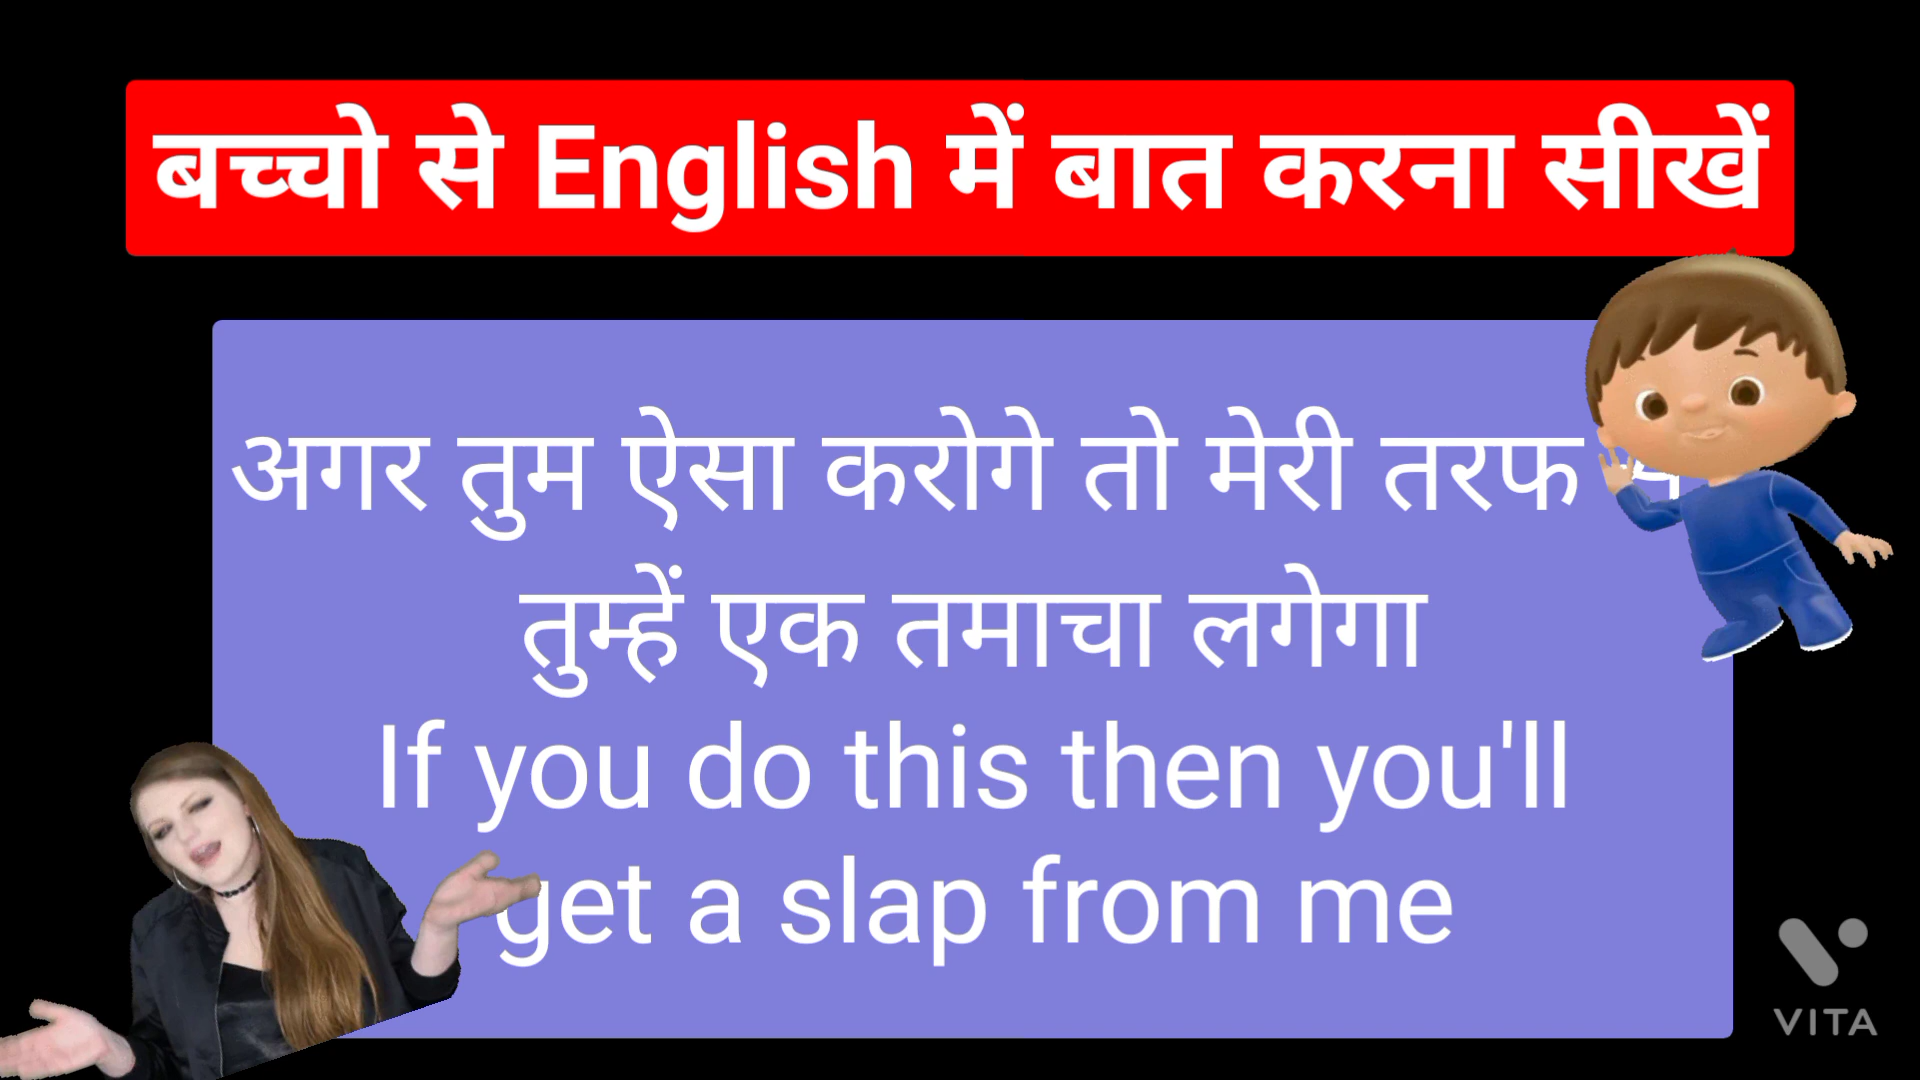 बच्चो से English में बात करना सीखें
अगर तुम ऐसा करोगे तो मेरी तरफ
तुम्हें एक तमाचा लगेगा
If you do this then you'll
get a slap from me
VITA